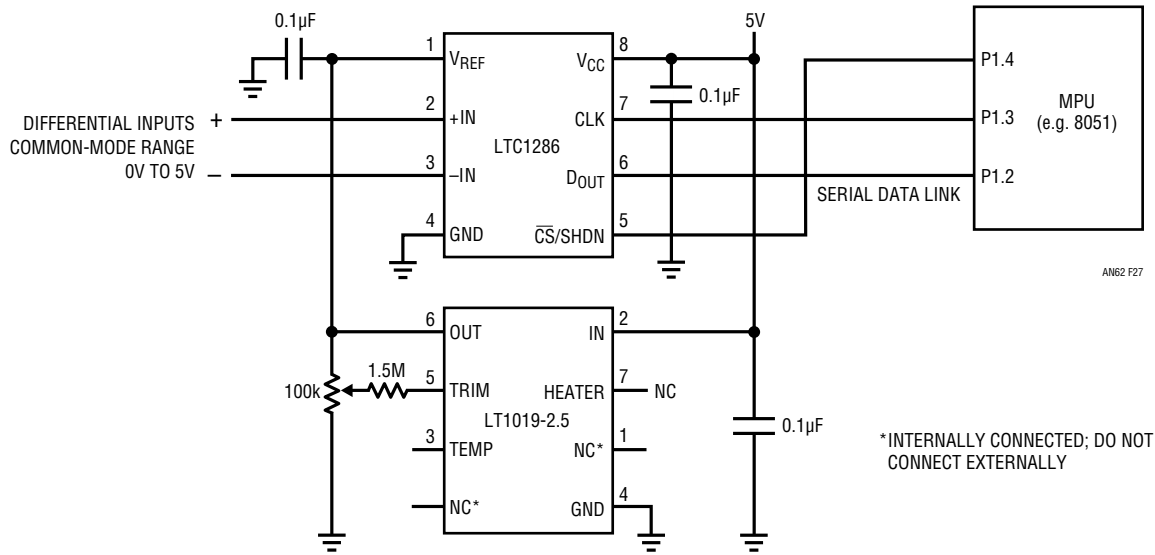 0.1µF
5V
1
VREF
8
VCC
0.1µF
P1.4
MPU
(e.g. 8051)
DIFFERENTIAL INPUTS
COMMON-MODE RANGE
0V TO 5V
+
–
2
+IN
7
CLK
P1.3
LTC1286
3
–IN
6
DOUT
P1.2
SERIAL DATA LINK
4
GND
5
C̅S̅/SHDN
AN62 F27
6
OUT
2
IN
100k
1.5M
5
TRIM
7
HEATER
NC
LT1019-2.5
3
TEMP
1
NC*
0.1µF
NC*
4
GND
*INTERNALLY CONNECTED; DO NOT
CONNECT EXTERNALLY